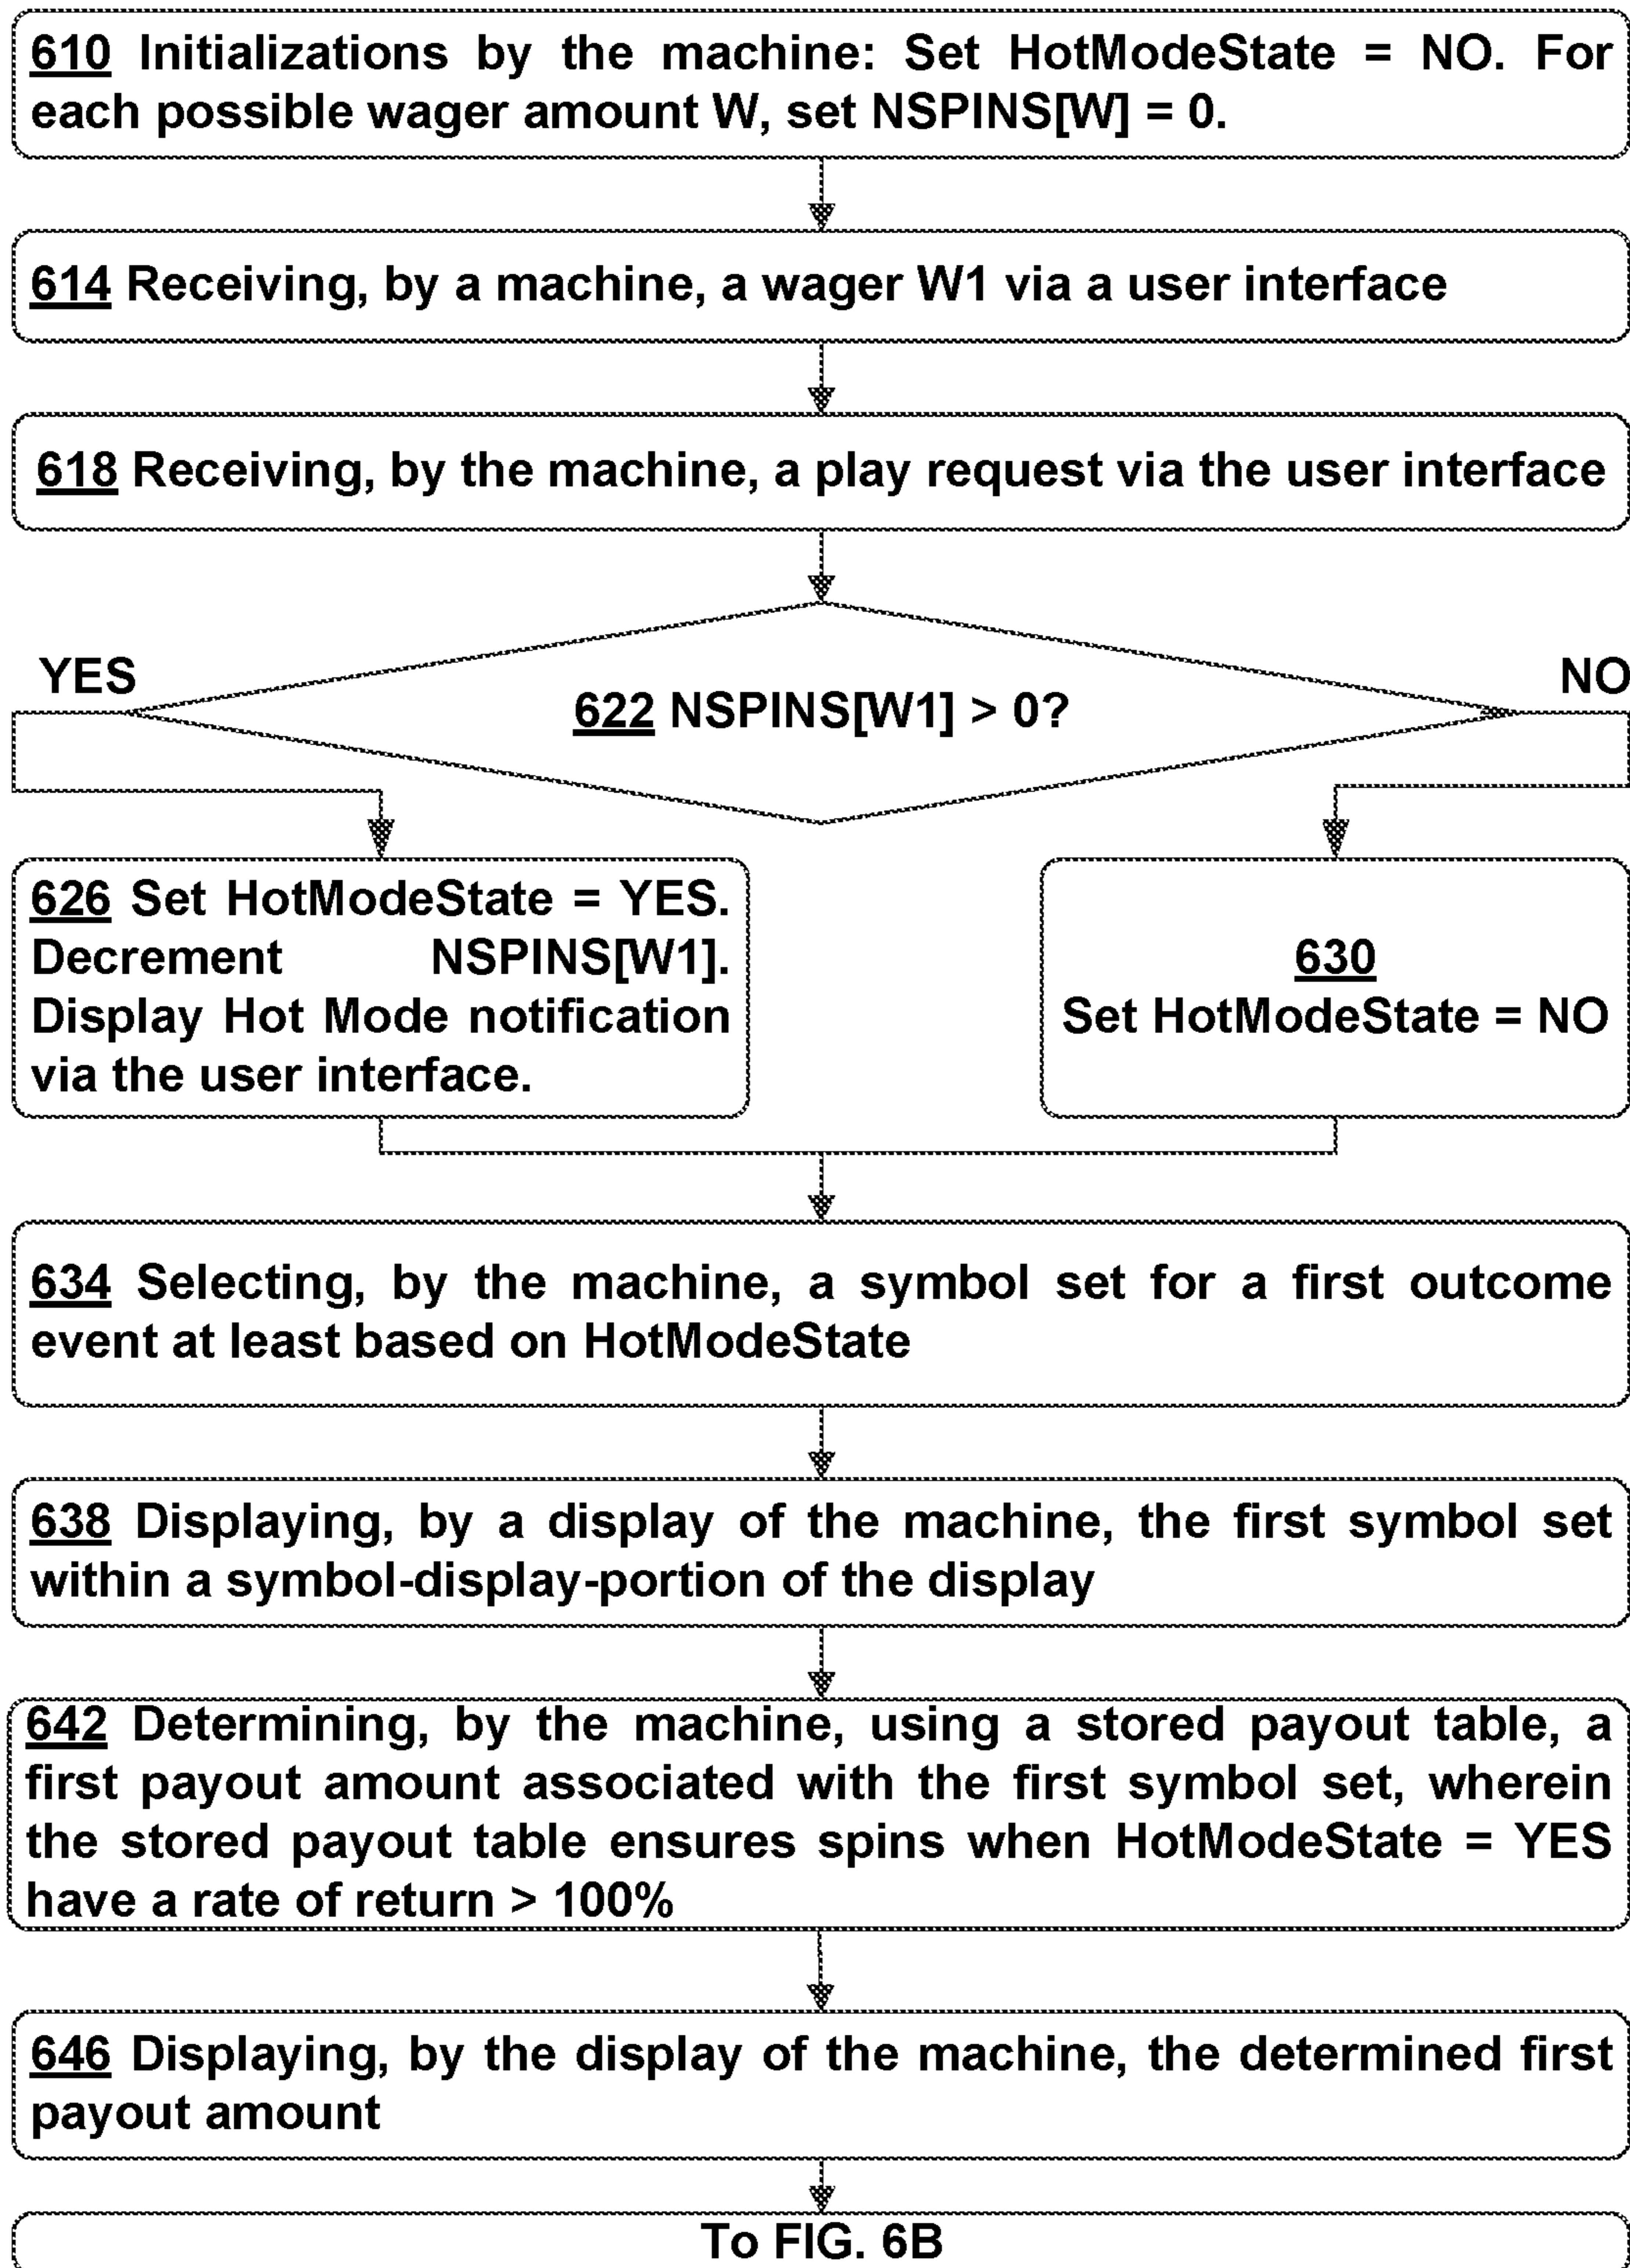 610 Initializations by the machine: Set HotModeState = NO. For
each possible wager amount W, set NSPINS[W] = 0.
614 Receiving, by a machine, a wager W1 via a user interface
618 Receiving, by the machine, a play request via the user interface
YES
NO
622 NSPINS[W1] > 0?
626 Set HotModeState = YES.
Decrement NSPINS[W1].
Display Hot Mode notification
via the user interface.
630
Set HotModeState = NO
634 Selecting, by the machine, a symbol set for a first outcome
event at least based on HotModeState
638 Displaying, by a display of the machine, the first symbol set
within a symbol-display-portion of the display
642 Determining, by the machine, using a stored payout table, a
first payout amount associated with the first symbol set, wherein
the stored payout table ensures spins when HotModeState = YES
have a rate of return > 100%
646 Displaying, by the display of the machine, the determined first
payout amount
To FIG. 6B